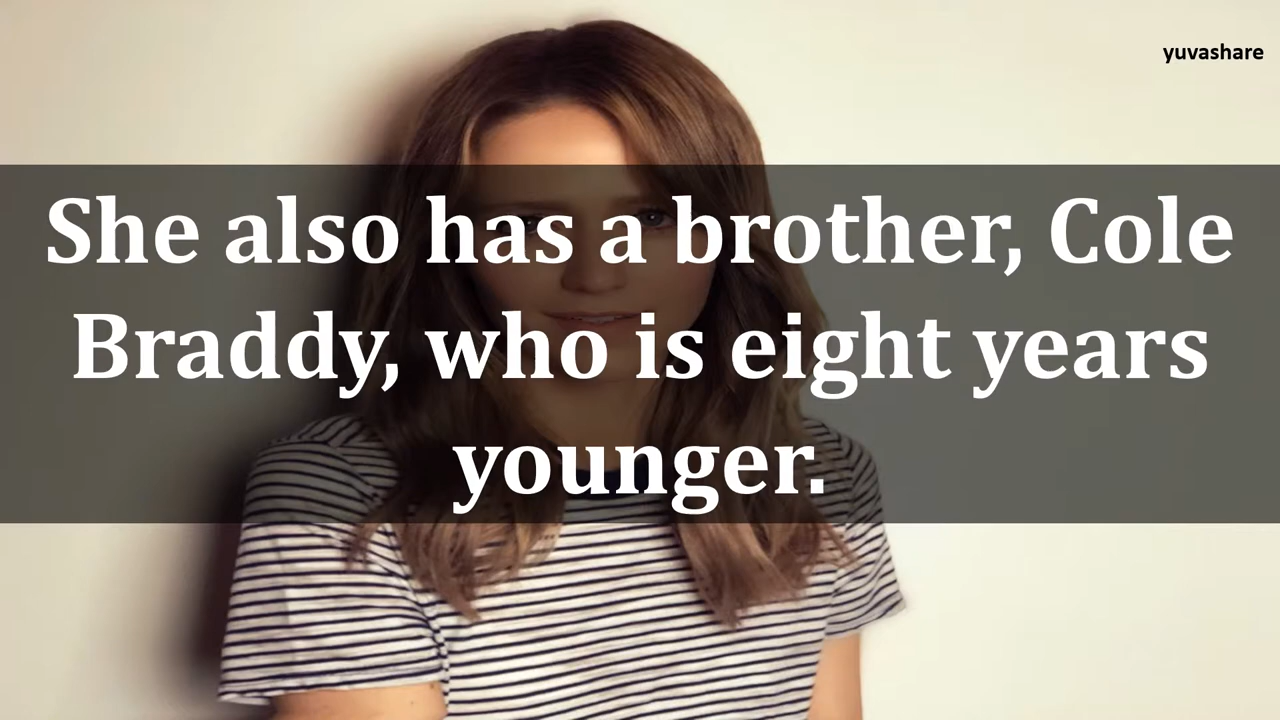 yuvashare
She also has a brother, Cole
Braddy, who is eight years
younger.